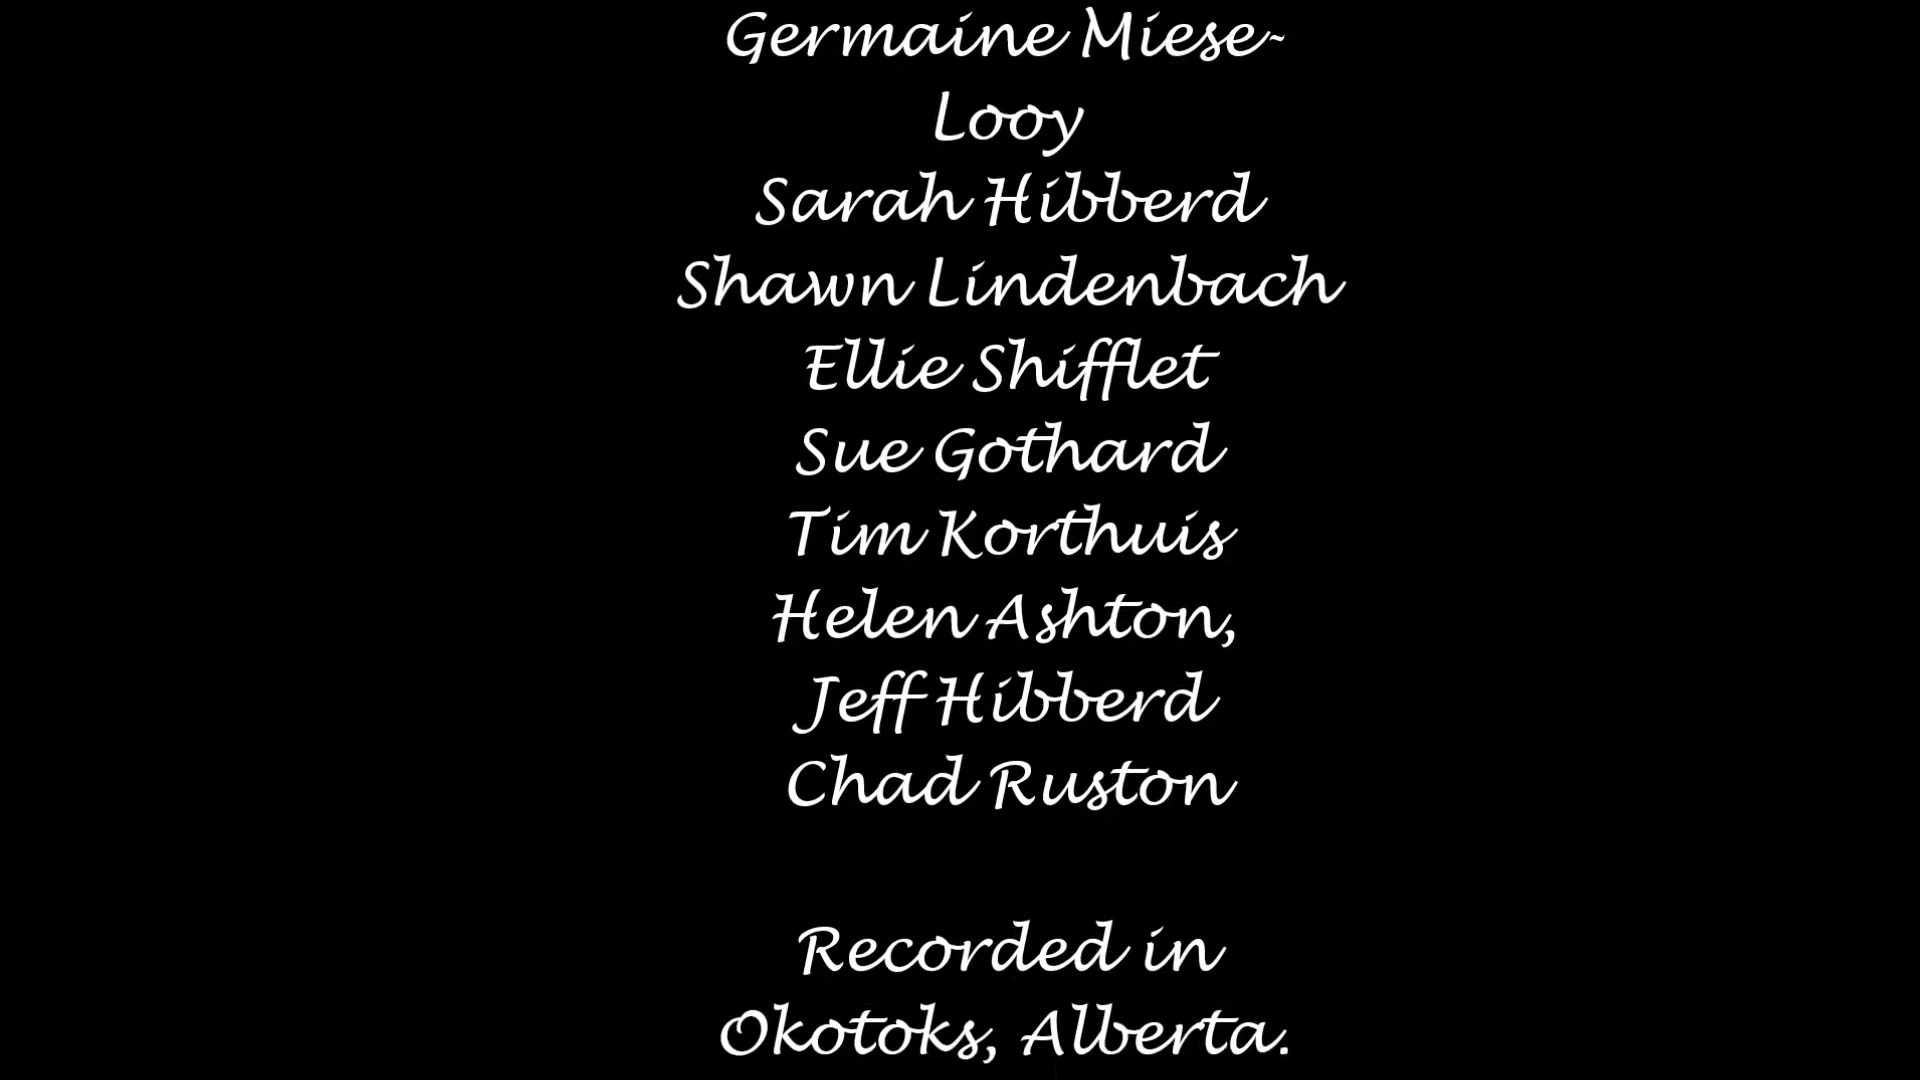 Germaine Miese-
Looy
Sarah Hibberd
Shawn Lindenbach
Ellie Shifflet
Sue Gothard
Tim Korthuis
Helen Ashton,
Jeff Hibberd
Chad Ruston
Recorded in
Okotoks, Alberta.